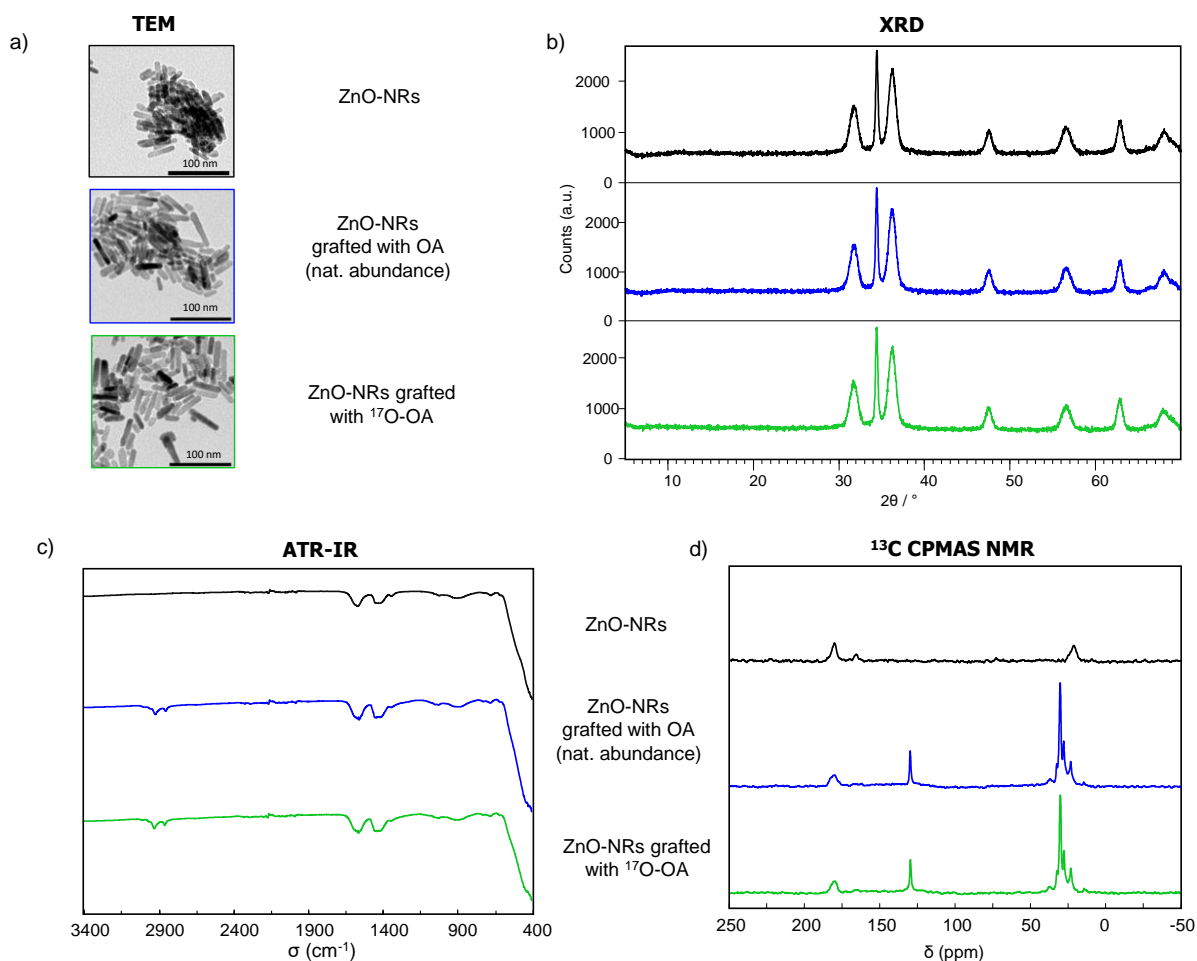 TEM
a)
ZnO-NRs
100 nm
ZnO-NRs
grafted with OA
(nat. abundance)
100 nm
ZnO-NRs grafted
with ¹⁷O-OA
100 nm
XRD
b)
2000
1000
0
2000
1000
0
2000
1000
0
Counts (a.u.)
10 20 30 40 50 60
2θ / °
c)
ATR-IR
3400 2900 2400 1900 1400 900 400
σ (cm⁻¹)
d)
¹³C CPMAS NMR
ZnO-NRs
ZnO-NRs
grafted with OA
(nat. abundance)
ZnO-NRs grafted
with ¹⁷O-OA
250 200 150 100 50 0 -50
δ (ppm)